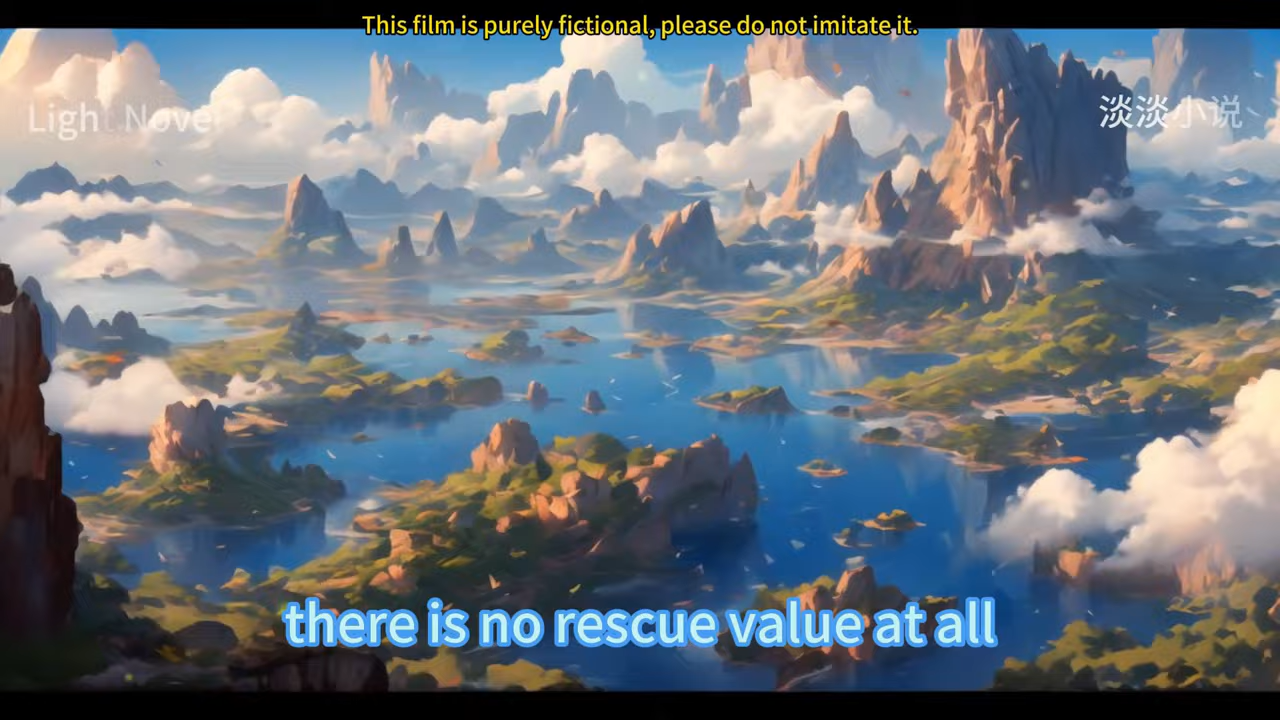 This film is purely fictional, please do not imitate it.
Light Novel
淡淡小说
there is no rescue value at all